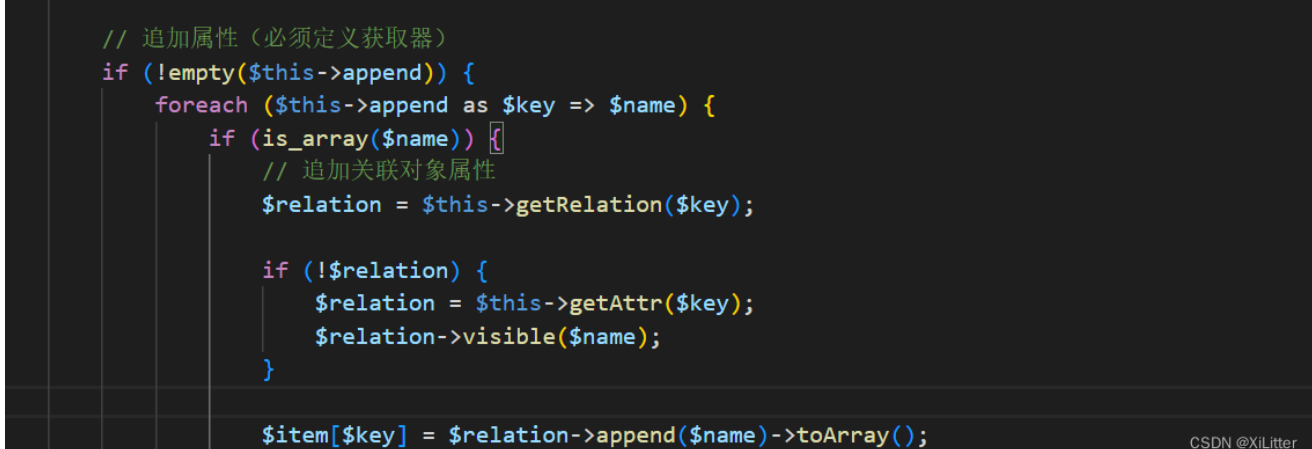 // 追加属性（必须定义获取器）
if (!empty($this->append)) {
foreach ($this->append as $key => $name) {
if (is_array($name)) {
// 追加关联对象属性
$relation = $this->getRelation($key);
if (!$relation) {
$relation = $this->getAttr($key);
$relation->visible($name);
}
$item[$key] = $relation->append($name)->toArray();
CSDN @XiLitter